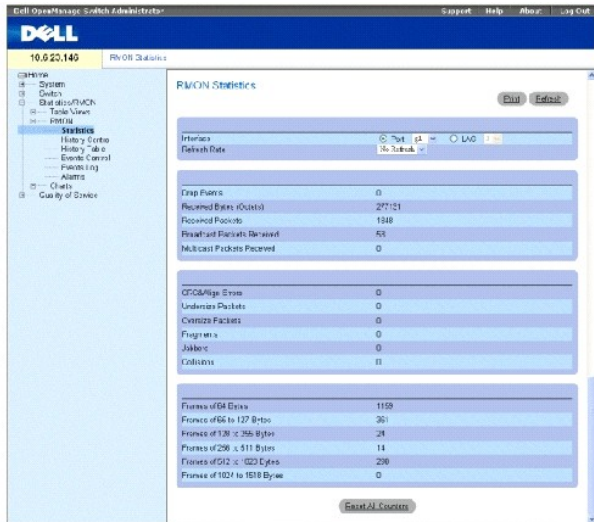 Dell OpenManage Switch Administrator
Support Help About Log Out
DELL
10.6.23.146 RMON Statistics
Home
System
Switch
Statistics/RMON
Table Views
RMON
Statistics
History Control
History Table
Events Control
Events Log
Alarms
Charts
Quality of Service
RMON Statistics
Print Refresh
Interface Port g1 LAG 1
Refresh Rate No Refresh
Drop Events 0
Received Bytes (Octets)
Received Packets 1848
Broadcast Packets Received 53
Multicast Packets Received 0
CRC&Align Errors 0
Undersize Packets 0
Oversize Packets 0
Fragments 0
Jabbers 0
Collisions 0
Frames of 64 Bytes 1159
Frames of 65 to 127 Bytes 361
Frames of 128 to 255 Bytes 24
Frames of 256 to 511 Bytes 14
Frames of 512 to 1023 Bytes 290
Frames of 1024 to 1518 Bytes 0
Reset All Counters